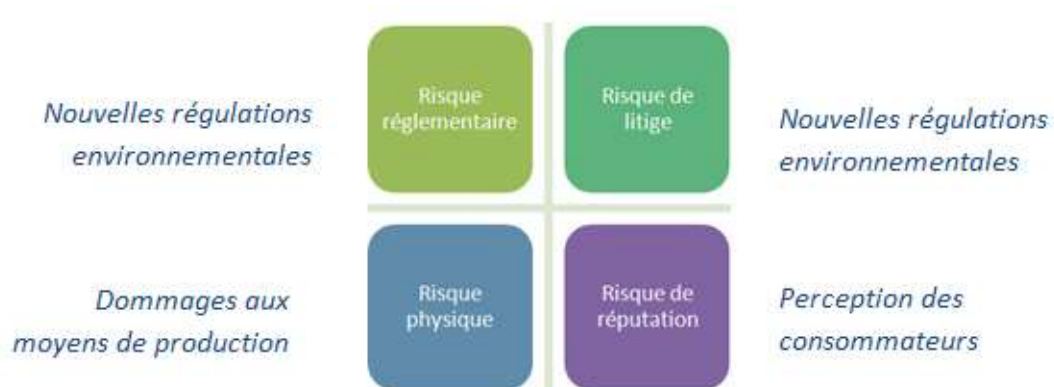 Nouvelles régulations
environnementales
Risque
réglementaire
Risque de
litige
Nouvelles régulations
environnementales
Dommages aux
moyens de production
Risque
physique
Risque de
réputation
Perception des
consommateurs